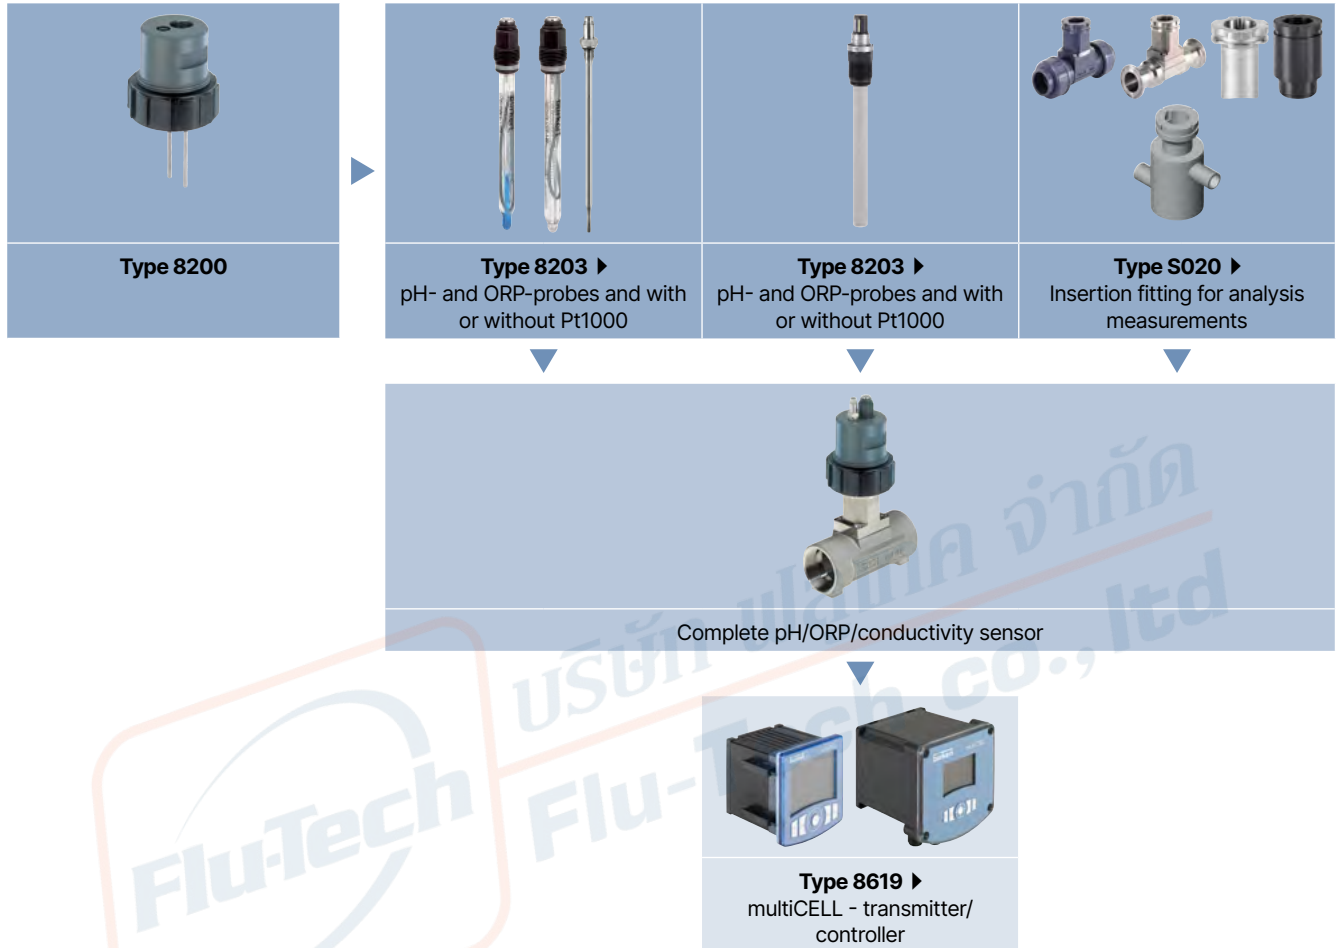 Type 8200
Type 8203
pH- and ORP-probes and with
or without Pt1000
Type 8203
pH- and ORP-probes and with
or without Pt1000
Type S020
Insertion fitting for analysis
measurements
Complete pH/ORP/conductivity sensor
บริษัท ฟลูเทค จำกัด
Flu-Tech co., ltd
Flu-Tech
Type 8619
multiCELL - transmitter/
controller